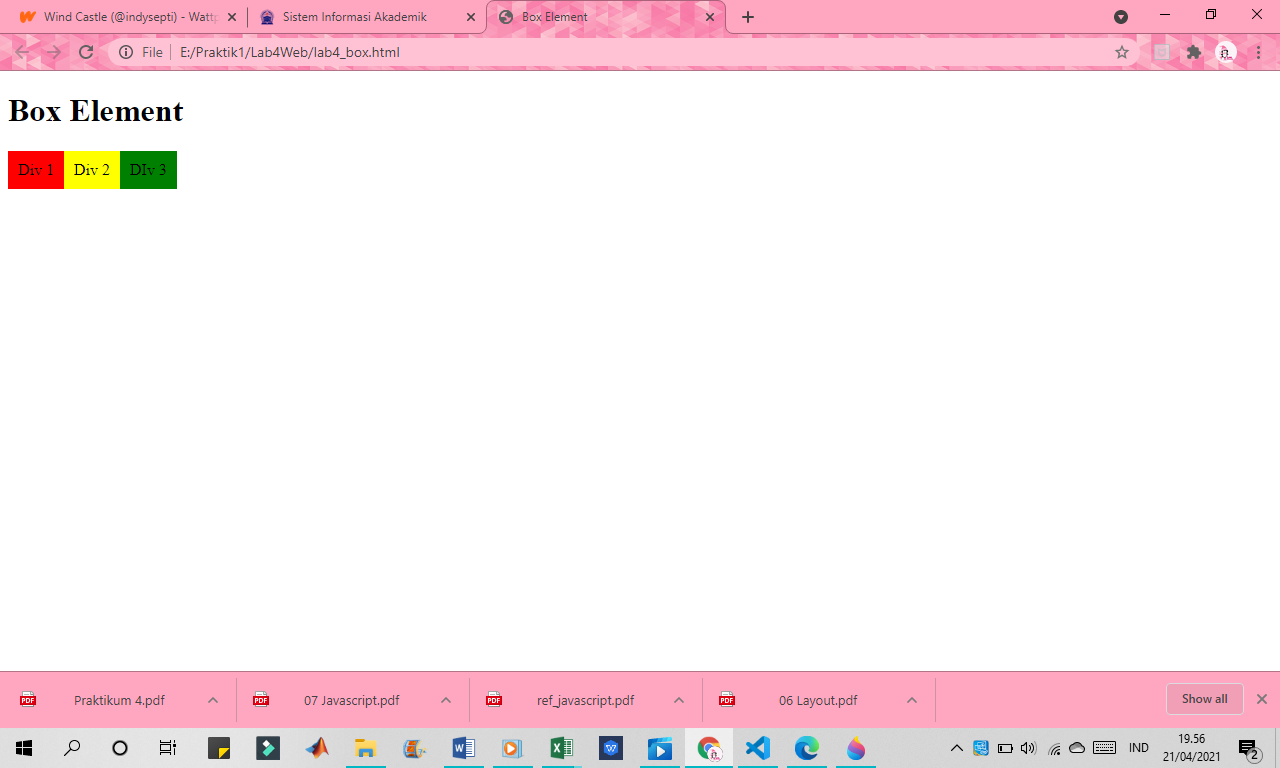 Wind Castle (@indysepti) - Wattp
Sistem Informasi Akademik
Box Element
File
E:/Praktik1/Lab4Web/lab4_box.html
Box Element
Div 1
Div 2
DIv 3
PDF Praktikum 4.pdf
PDF 07 Javascript.pdf
PDF ref_javascript.pdf
PDF 06 Layout.pdf
Show all
IND
19.56
21/04/2021
2